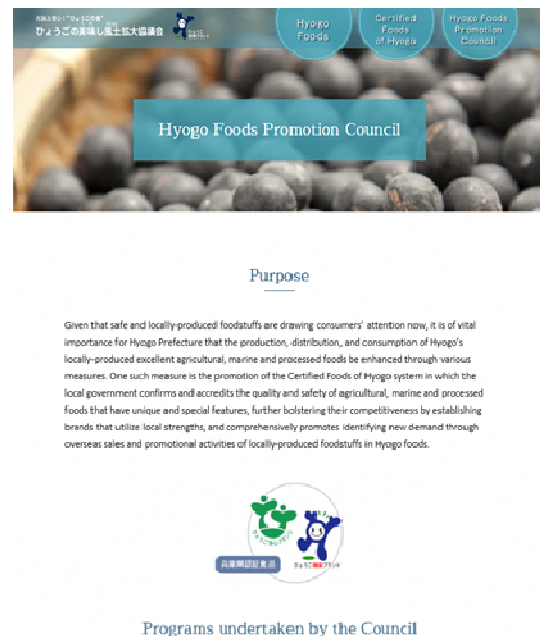 ひょうごの美味し風土拡大協議会
Hyogo
Foods
Certified
Foods
of Hyogo
Hyogo Foods
Promotion
Council
Hyogo Foods Promotion Council
Purpose
Given that safe and locally-produced foodstuffs are drawing consumers' attention now, it is of vital
importance for Hyogo Prefecture that the production, distribution, and consumption of Hyogo's
locally-produced excellent agricultural, marine and processed foods be enhanced through various
measures. One such measure is the promotion of the Certified Foods of Hyogo system in which the
local government confirms and accredits the quality and safety of agricultural, marine and processed
foods that have unique and special features, further bolstering their competitiveness by establishing
brands that utilize local strengths, and comprehensively promotes identifying new demand through
overseas sales and promotional activities of locally-produced foodstuffs in Hyogo foods.
兵庫県認証食品
Programs undertaken by the Council